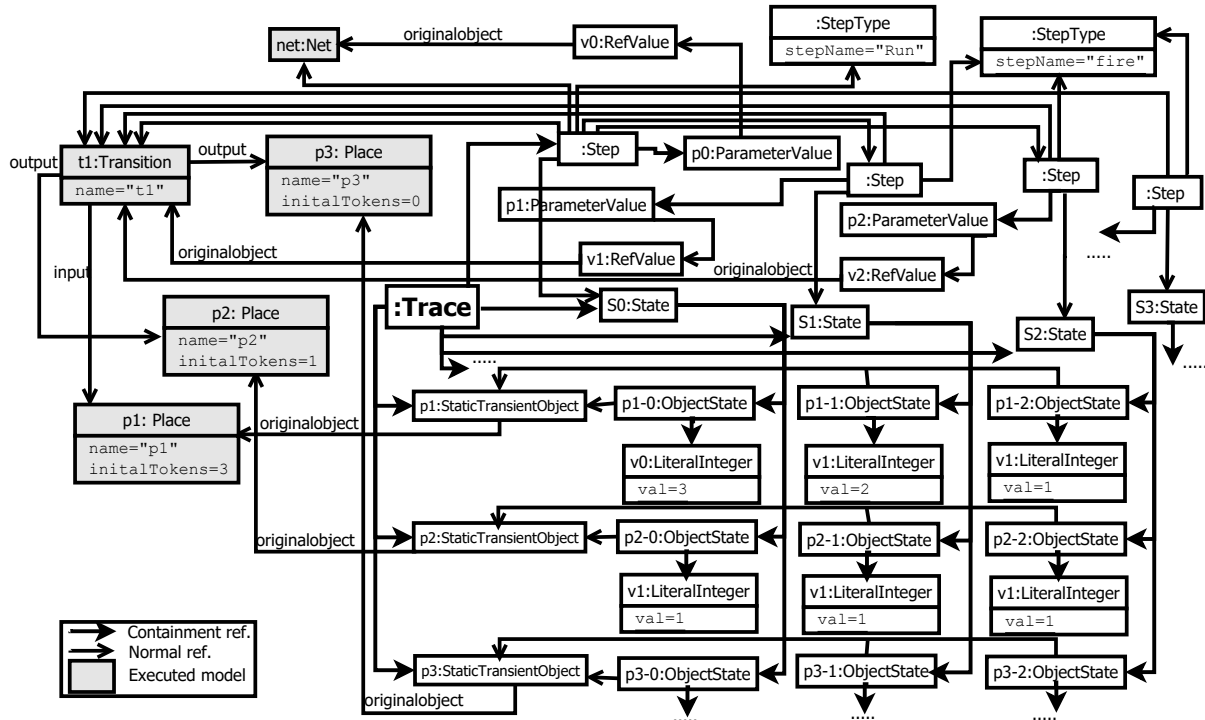 :StepType
stepName="Run"
:StepType
stepName="fire"
net:Net
originalobject
v0:RefValue
output
t1:Transition
name="t1"
output
p3: Place
name="p3"
initalTokens=0
:Step
p0:ParameterValue
:Step
:Step
:Step
p1:ParameterValue
p2:ParameterValue
.....
originalobject
v1:RefValue
originalobject
v2:RefValue
input
:Trace
S0:State
S1:State
S2:State
S3:State
.....
.....
p2: Place
name="p2"
initalTokens=1
p1: Place
name="p1"
initalTokens=3
originalobject
p1:StaticTransientObject
p1-0:ObjectState
p1-1:ObjectState
p1-2:ObjectState
v0:LiteralInteger
val=3
v1:LiteralInteger
val=2
v1:LiteralInteger
val=1
originalobject
p2:StaticTransientObject
p2-0:ObjectState
p2-1:ObjectState
p2-2:ObjectState
v1:LiteralInteger
val=1
v1:LiteralInteger
val=1
v1:LiteralInteger
val=1
p3:StaticTransientObject
p3-0:ObjectState
p3-1:ObjectState
p3-2:ObjectState
originalobject
.....
.....
.....
Containment ref.
Normal ref.
Executed model